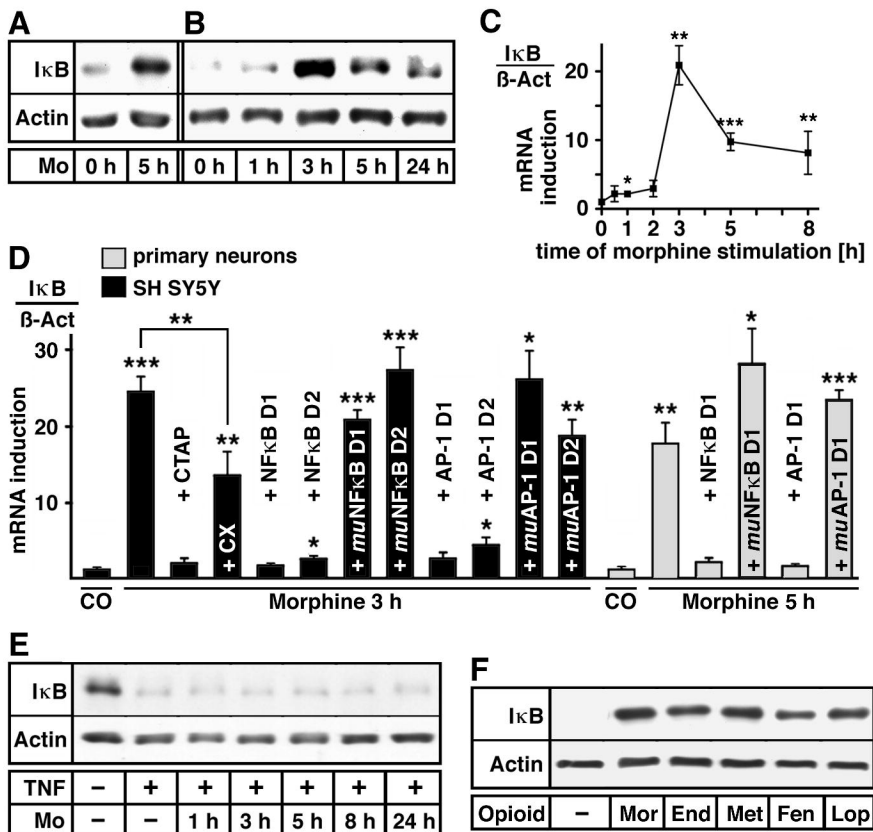 A
B
IκB
Actin
Mo 0 h 5 h 0 h 1 h 3 h 5 h 24 h
C
IκB
ß-Act
mRNA induction
20
10
0
** *** ** *
0 1 2 3 5 8
time of morphine stimulation [h]
D
primary neurons
SH SY5Y
IκB
ß-Act
mRNA induction
30
20
10
**
*** ** * *** *** * * ** ** * ***
+ CTAP
+ CX
+ NFκB D1
+ NFκB D2
+ muNFκB D1
+ muNFκB D2
+ AP-1 D1
+ AP-1 D2
+ muAP-1 D1
+ muAP-1 D2
+ NFκB D1
+ muNFκB D1
+ AP-1 D1
+ muAP-1 D1
CO Morphine 3 h CO Morphine 5 h
E
IκB
Actin
TNF – + + + + + +
Mo – – 1 h 3 h 5 h 8 h 24 h
F
IκB
Actin
Opioid – Mor End Met Fen Lop